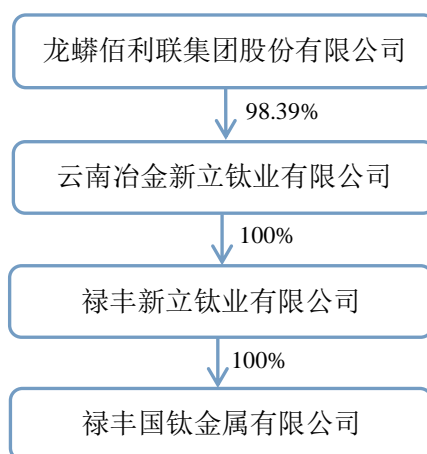 龙蟒佰利联集团股份有限公司
98.39%
云南冶金新立钛业有限公司
100%
禄丰新立钛业有限公司
100%
禄丰国钛金属有限公司